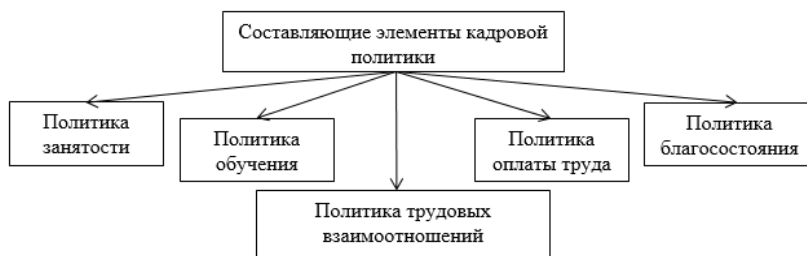 Составляющие элементы кадровой
политики
Политика
занятости
Политика
обучения
Политика трудовых
взаимоотношений
Политика
оплаты труда
Политика
благосостояния